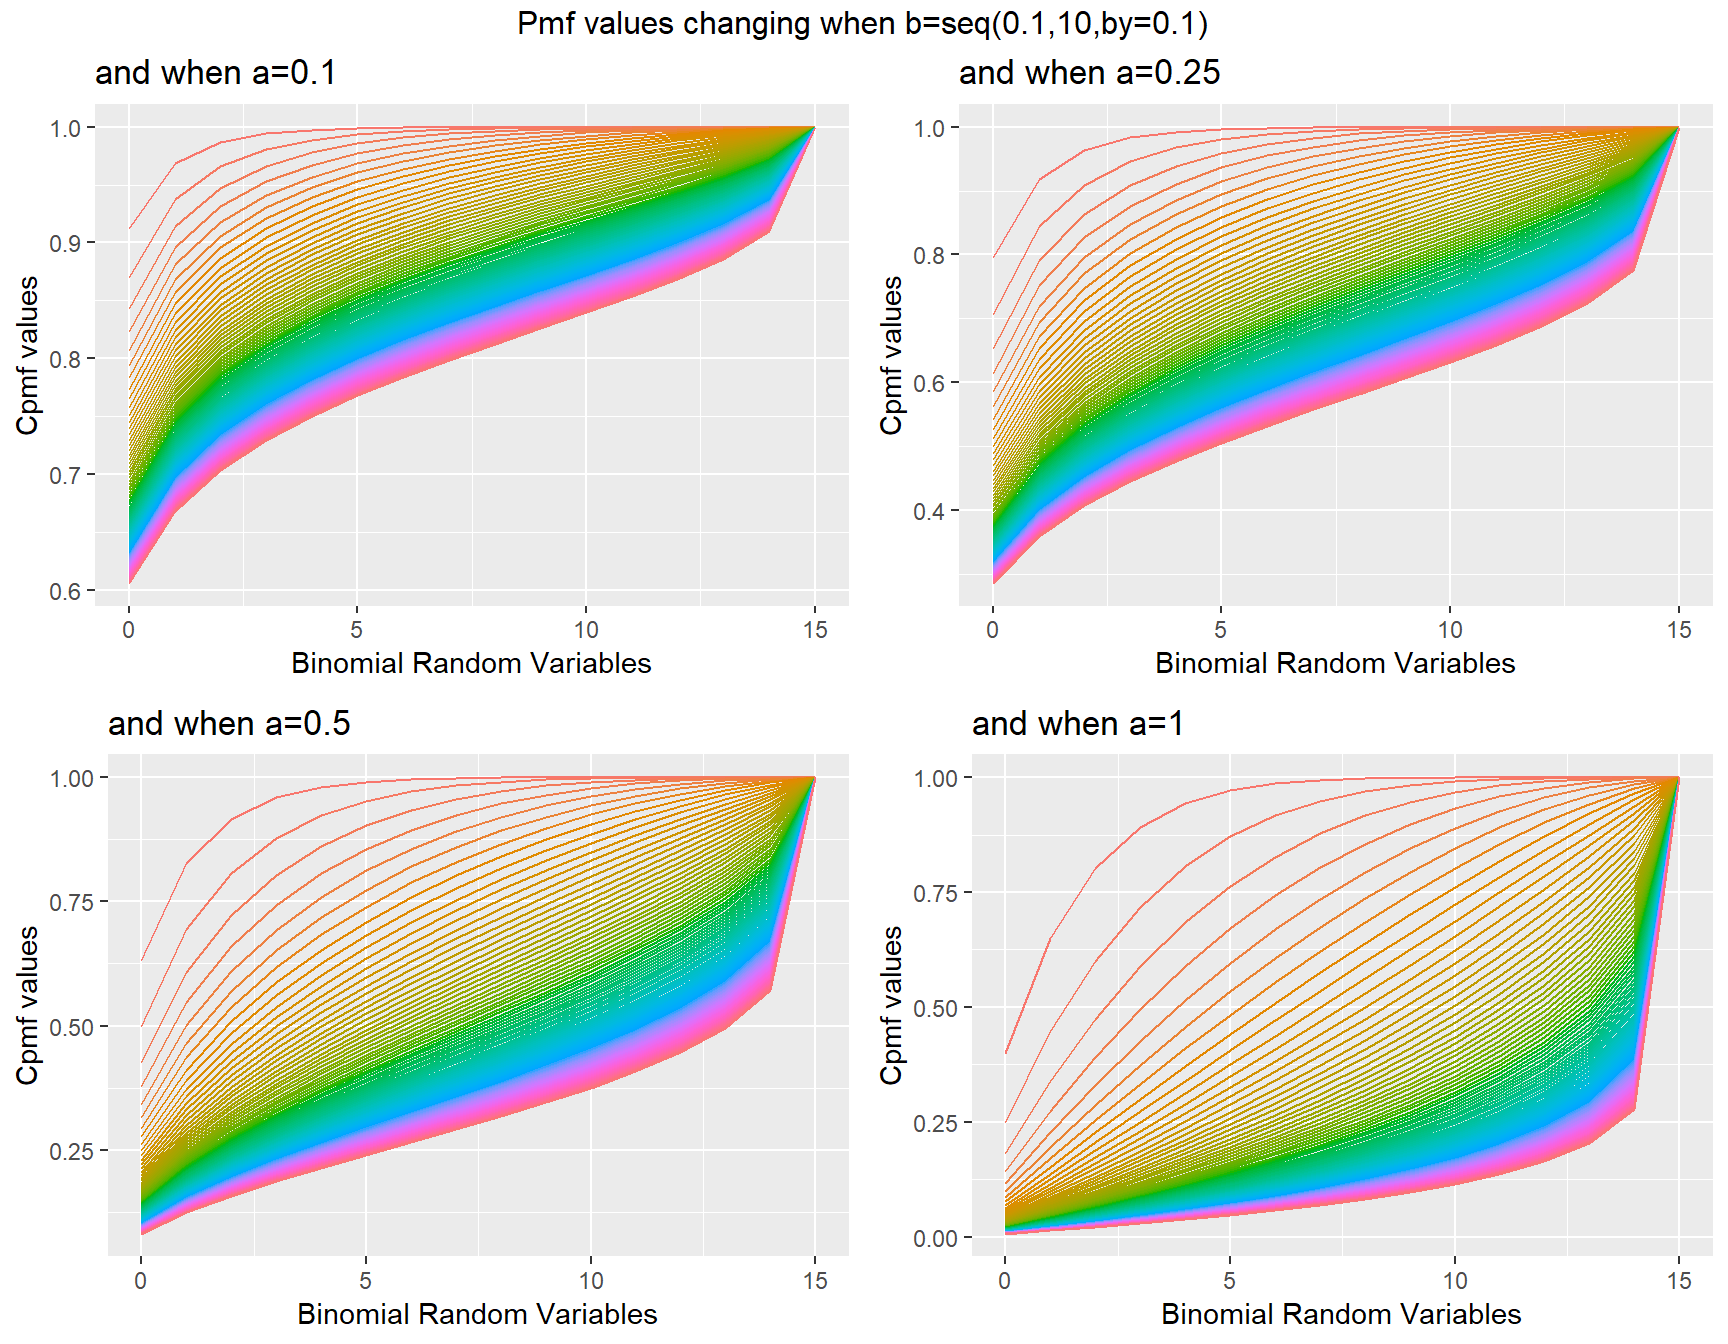 Pmf values changing when b=seq(0.1,10,by=0.1)
and when a=0.1
1.0
0.9
0.8
0.7
0.6
Cpmf values
0 5 10 15
Binomial Random Variables
and when a=0.25
1.0
0.8
0.6
0.4
Cpmf values
0 5 10 15
Binomial Random Variables
and when a=0.5
1.00
0.75
0.50
0.25
Cpmf values
0 5 10 15
Binomial Random Variables
and when a=1
1.00
0.75
0.50
0.25
0.00
Cpmf values
0 5 10 15
Binomial Random Variables